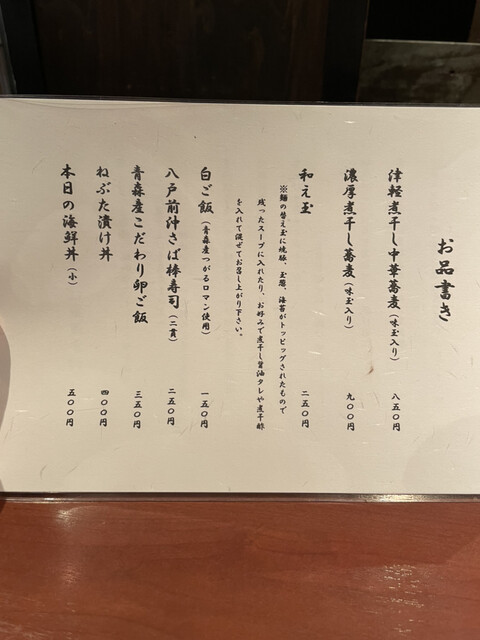 お品書き
津軽煮干し中華蕎麦（味玉入り） 八五〇円
濃厚煮干し蕎麦（味玉入り） 九〇〇円
和え玉 二五〇円
※麺の替え玉に焼豚、玉葱、海苔がトッピングされたもので
残ったスープに入れたり、お好みで煮干し醤油タレや煮干酢
を入れて混ぜてお召し上がり下さい。
白ご飯（青森産つがるロマン使用） 一五〇円
八戸前沖さば棒寿司（二貫） 二五〇円
青森産こだわり卵ご飯 三五〇円
ねぶた漬け丼 四〇〇円
本日の海鮮丼（小） 五〇〇円